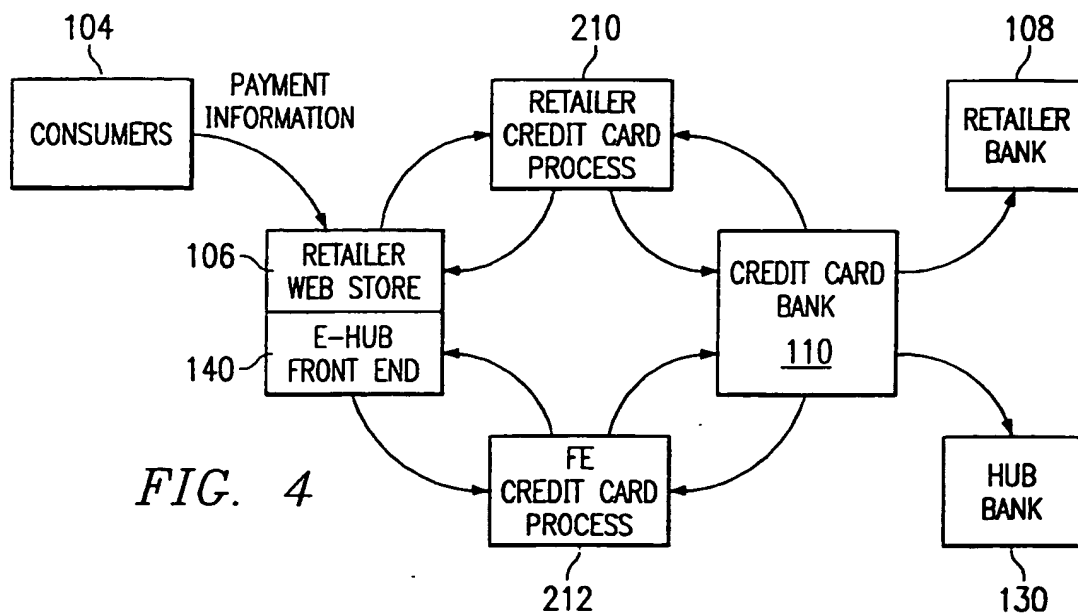 104
210
108
PAYMENT
INFORMATION
CONSUMERS
RETAILER
CREDIT CARD
PROCESS
RETAILER
BANK
106
RETAILER
WEB STORE
CREDIT CARD
BANK
110
140
E-HUB
FRONT END
FIG. 4
FE
CREDIT CARD
PROCESS
HUB
BANK
212
130